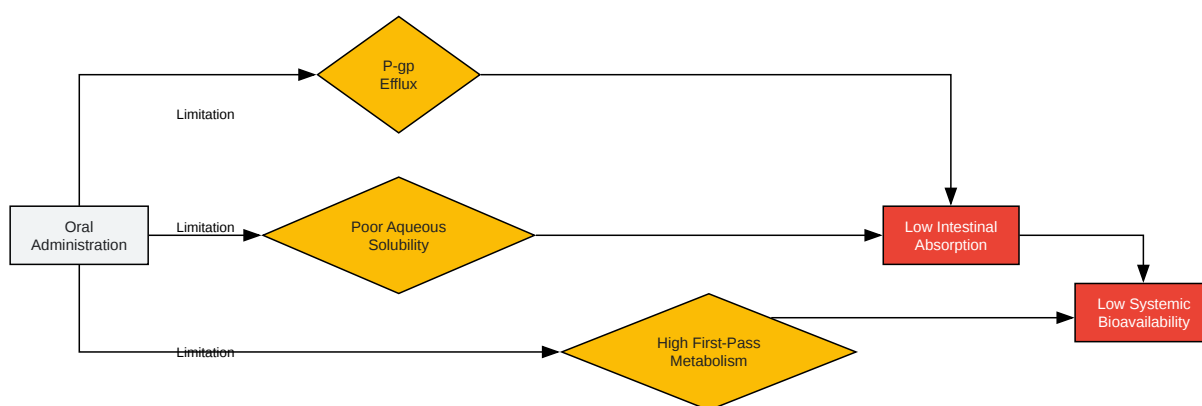 P-gp
Efflux
Limitation
Oral
Administration
Limitation
Poor Aqueous
Solubility
Low Intestinal
Absorption
Low Systemic
Bioavailability
Limitation
High First-Pass
Metabolism